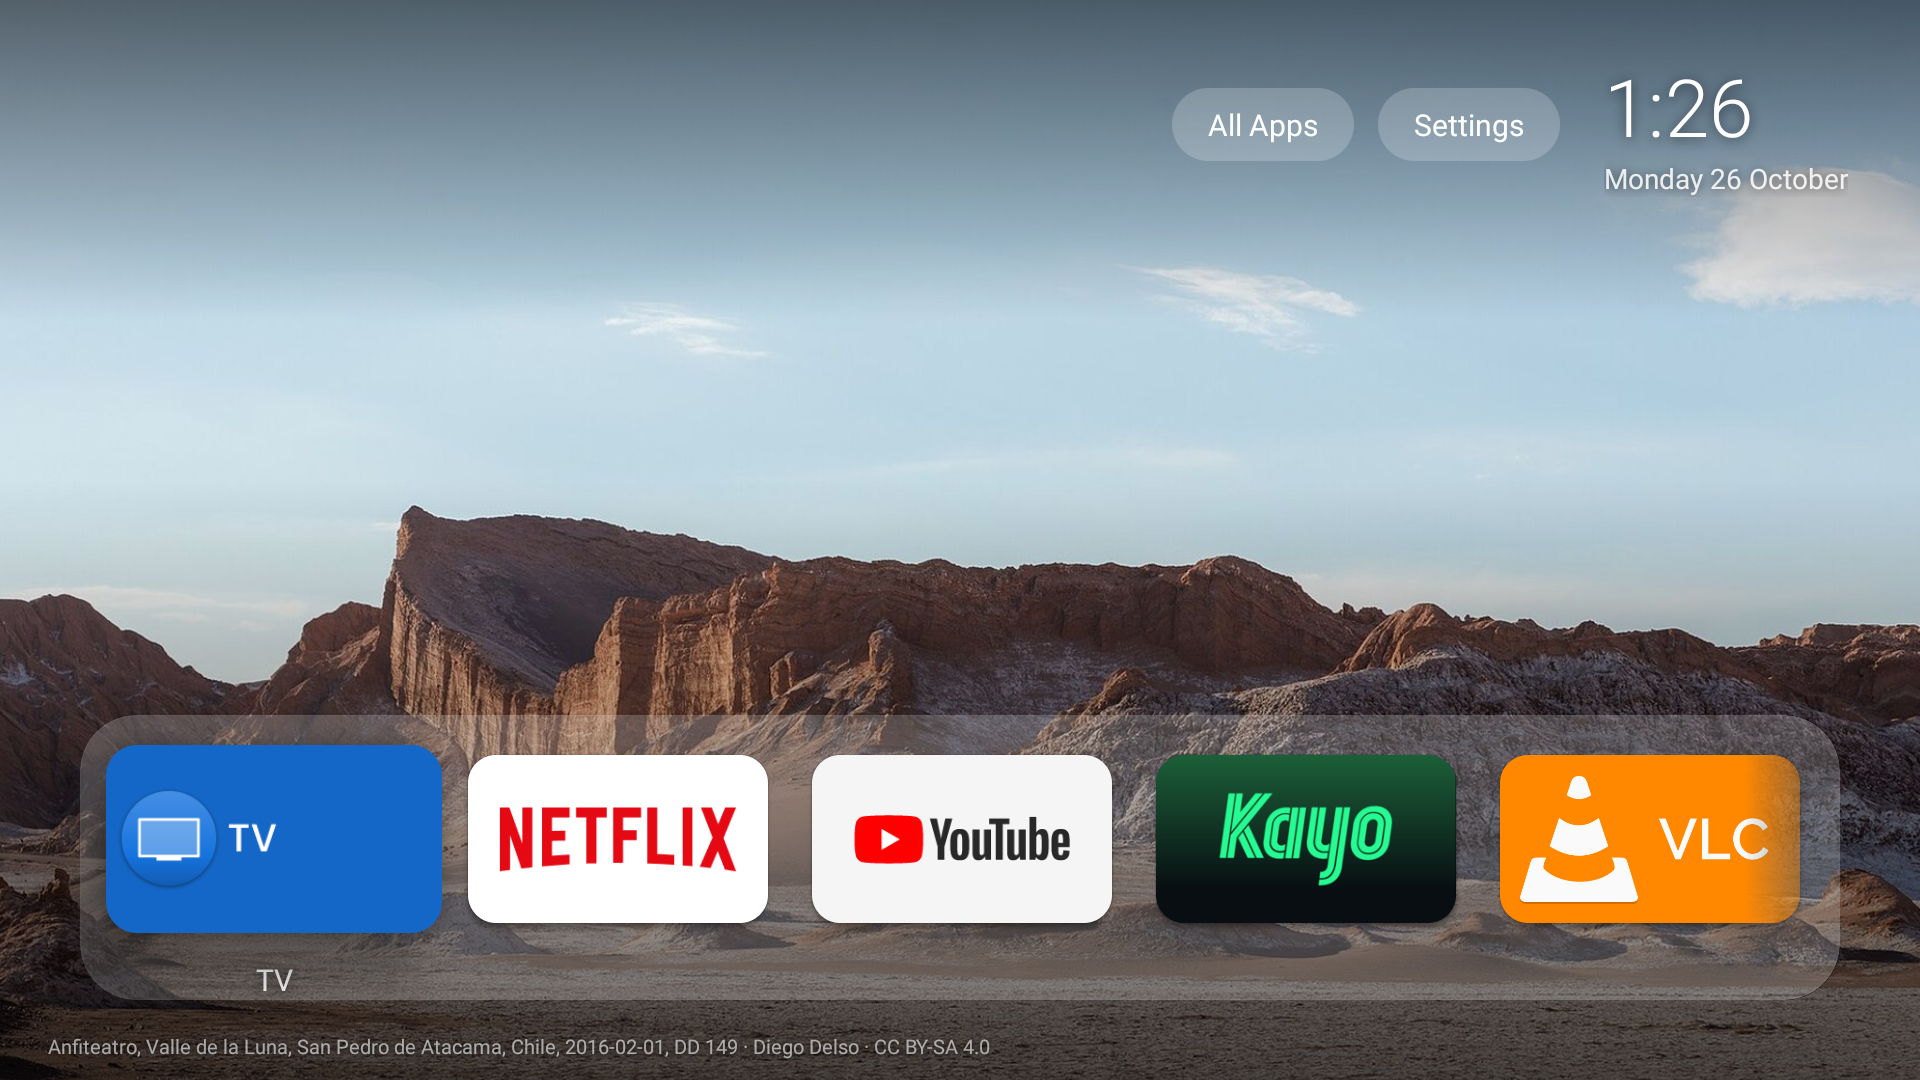 All Apps
Settings
1:26
Monday 26 October
TV
NETFLIX
YouTube
Kayo
VLC
TV
Anfiteatro, Valle de la Luna, San Pedro de Atacama, Chile, 2016-02-01, DD 149 · Diego Delso · CC BY-SA 4.0